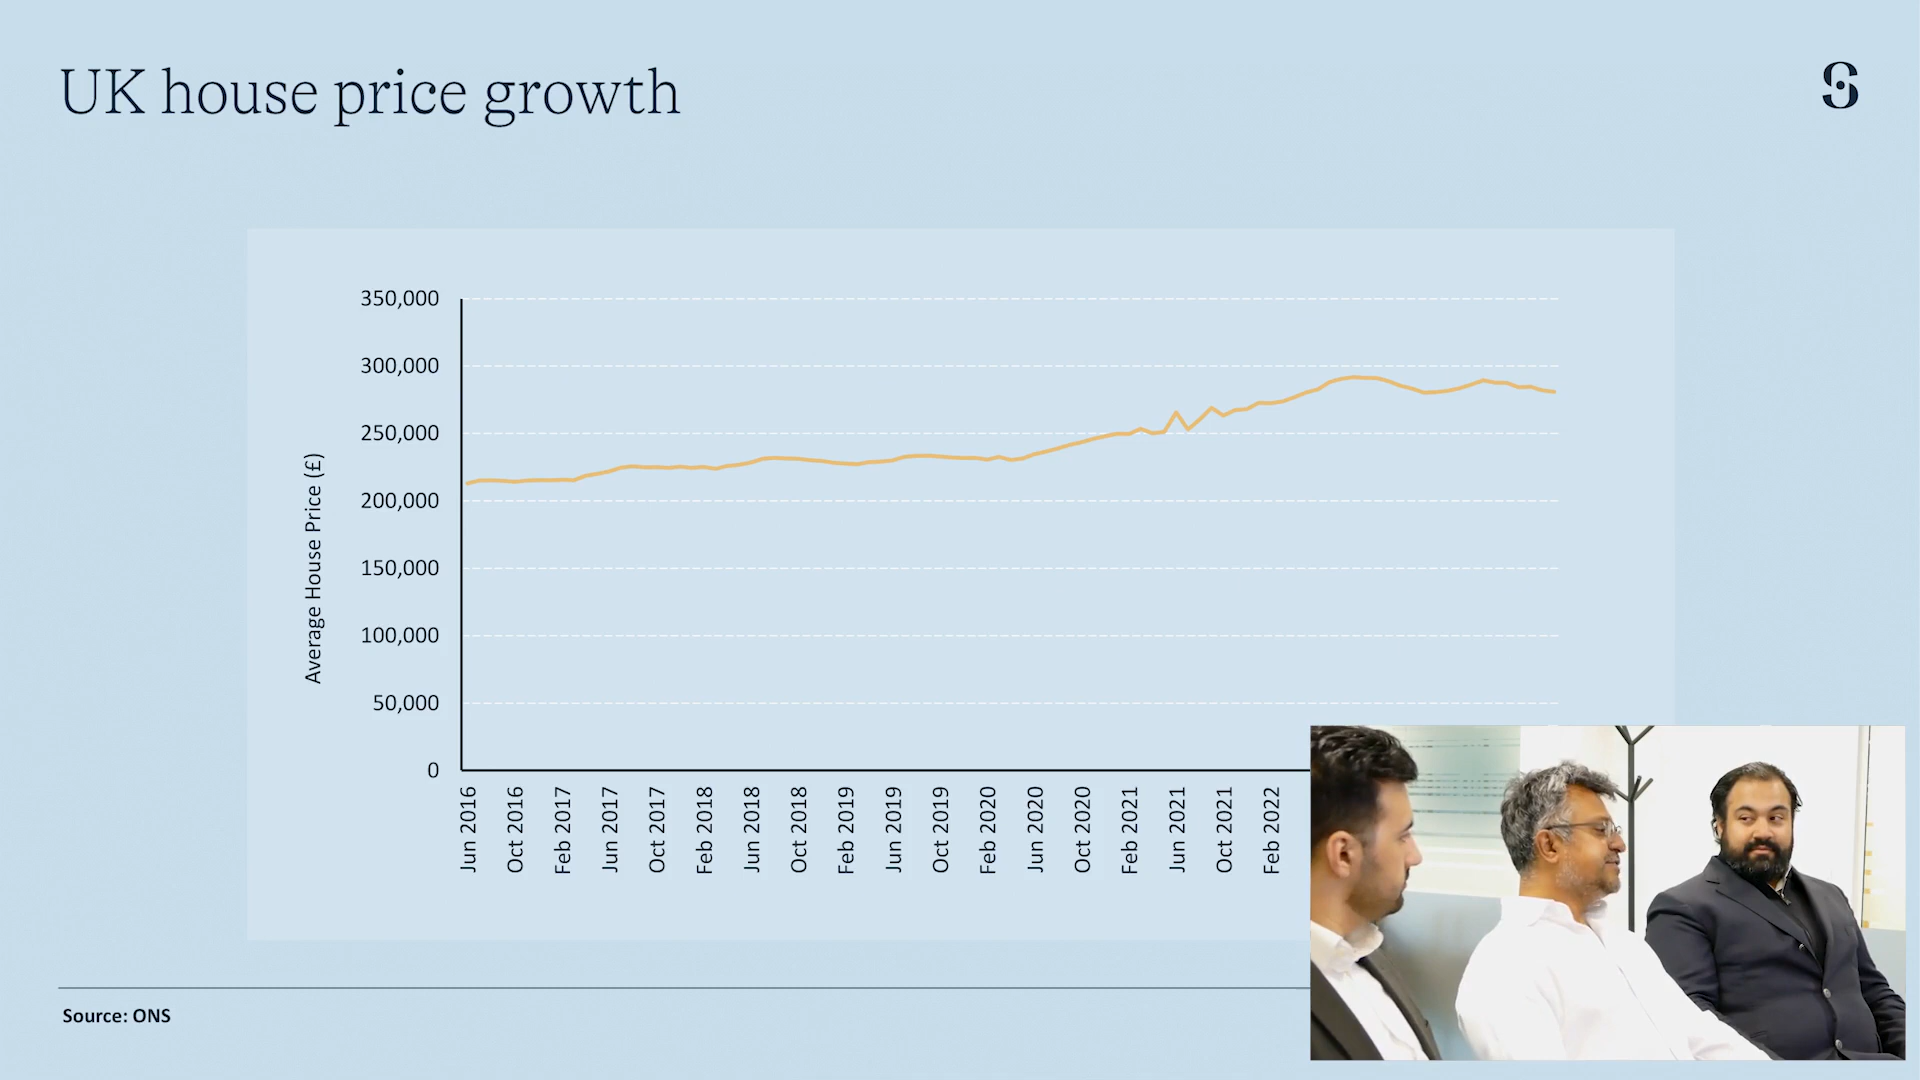 UK house price growth
S
350,000
300,000
250,000
200,000
150,000
100,000
50,000
0
Average House Price (£)
Jun 2016
Oct 2016
Feb 2017
Jun 2017
Oct 2017
Feb 2018
Jun 2018
Oct 2018
Feb 2019
Jun 2019
Oct 2019
Feb 2020
Jun 2020
Oct 2020
Feb 2021
Jun 2021
Oct 2021
Feb 2022
Source: ONS